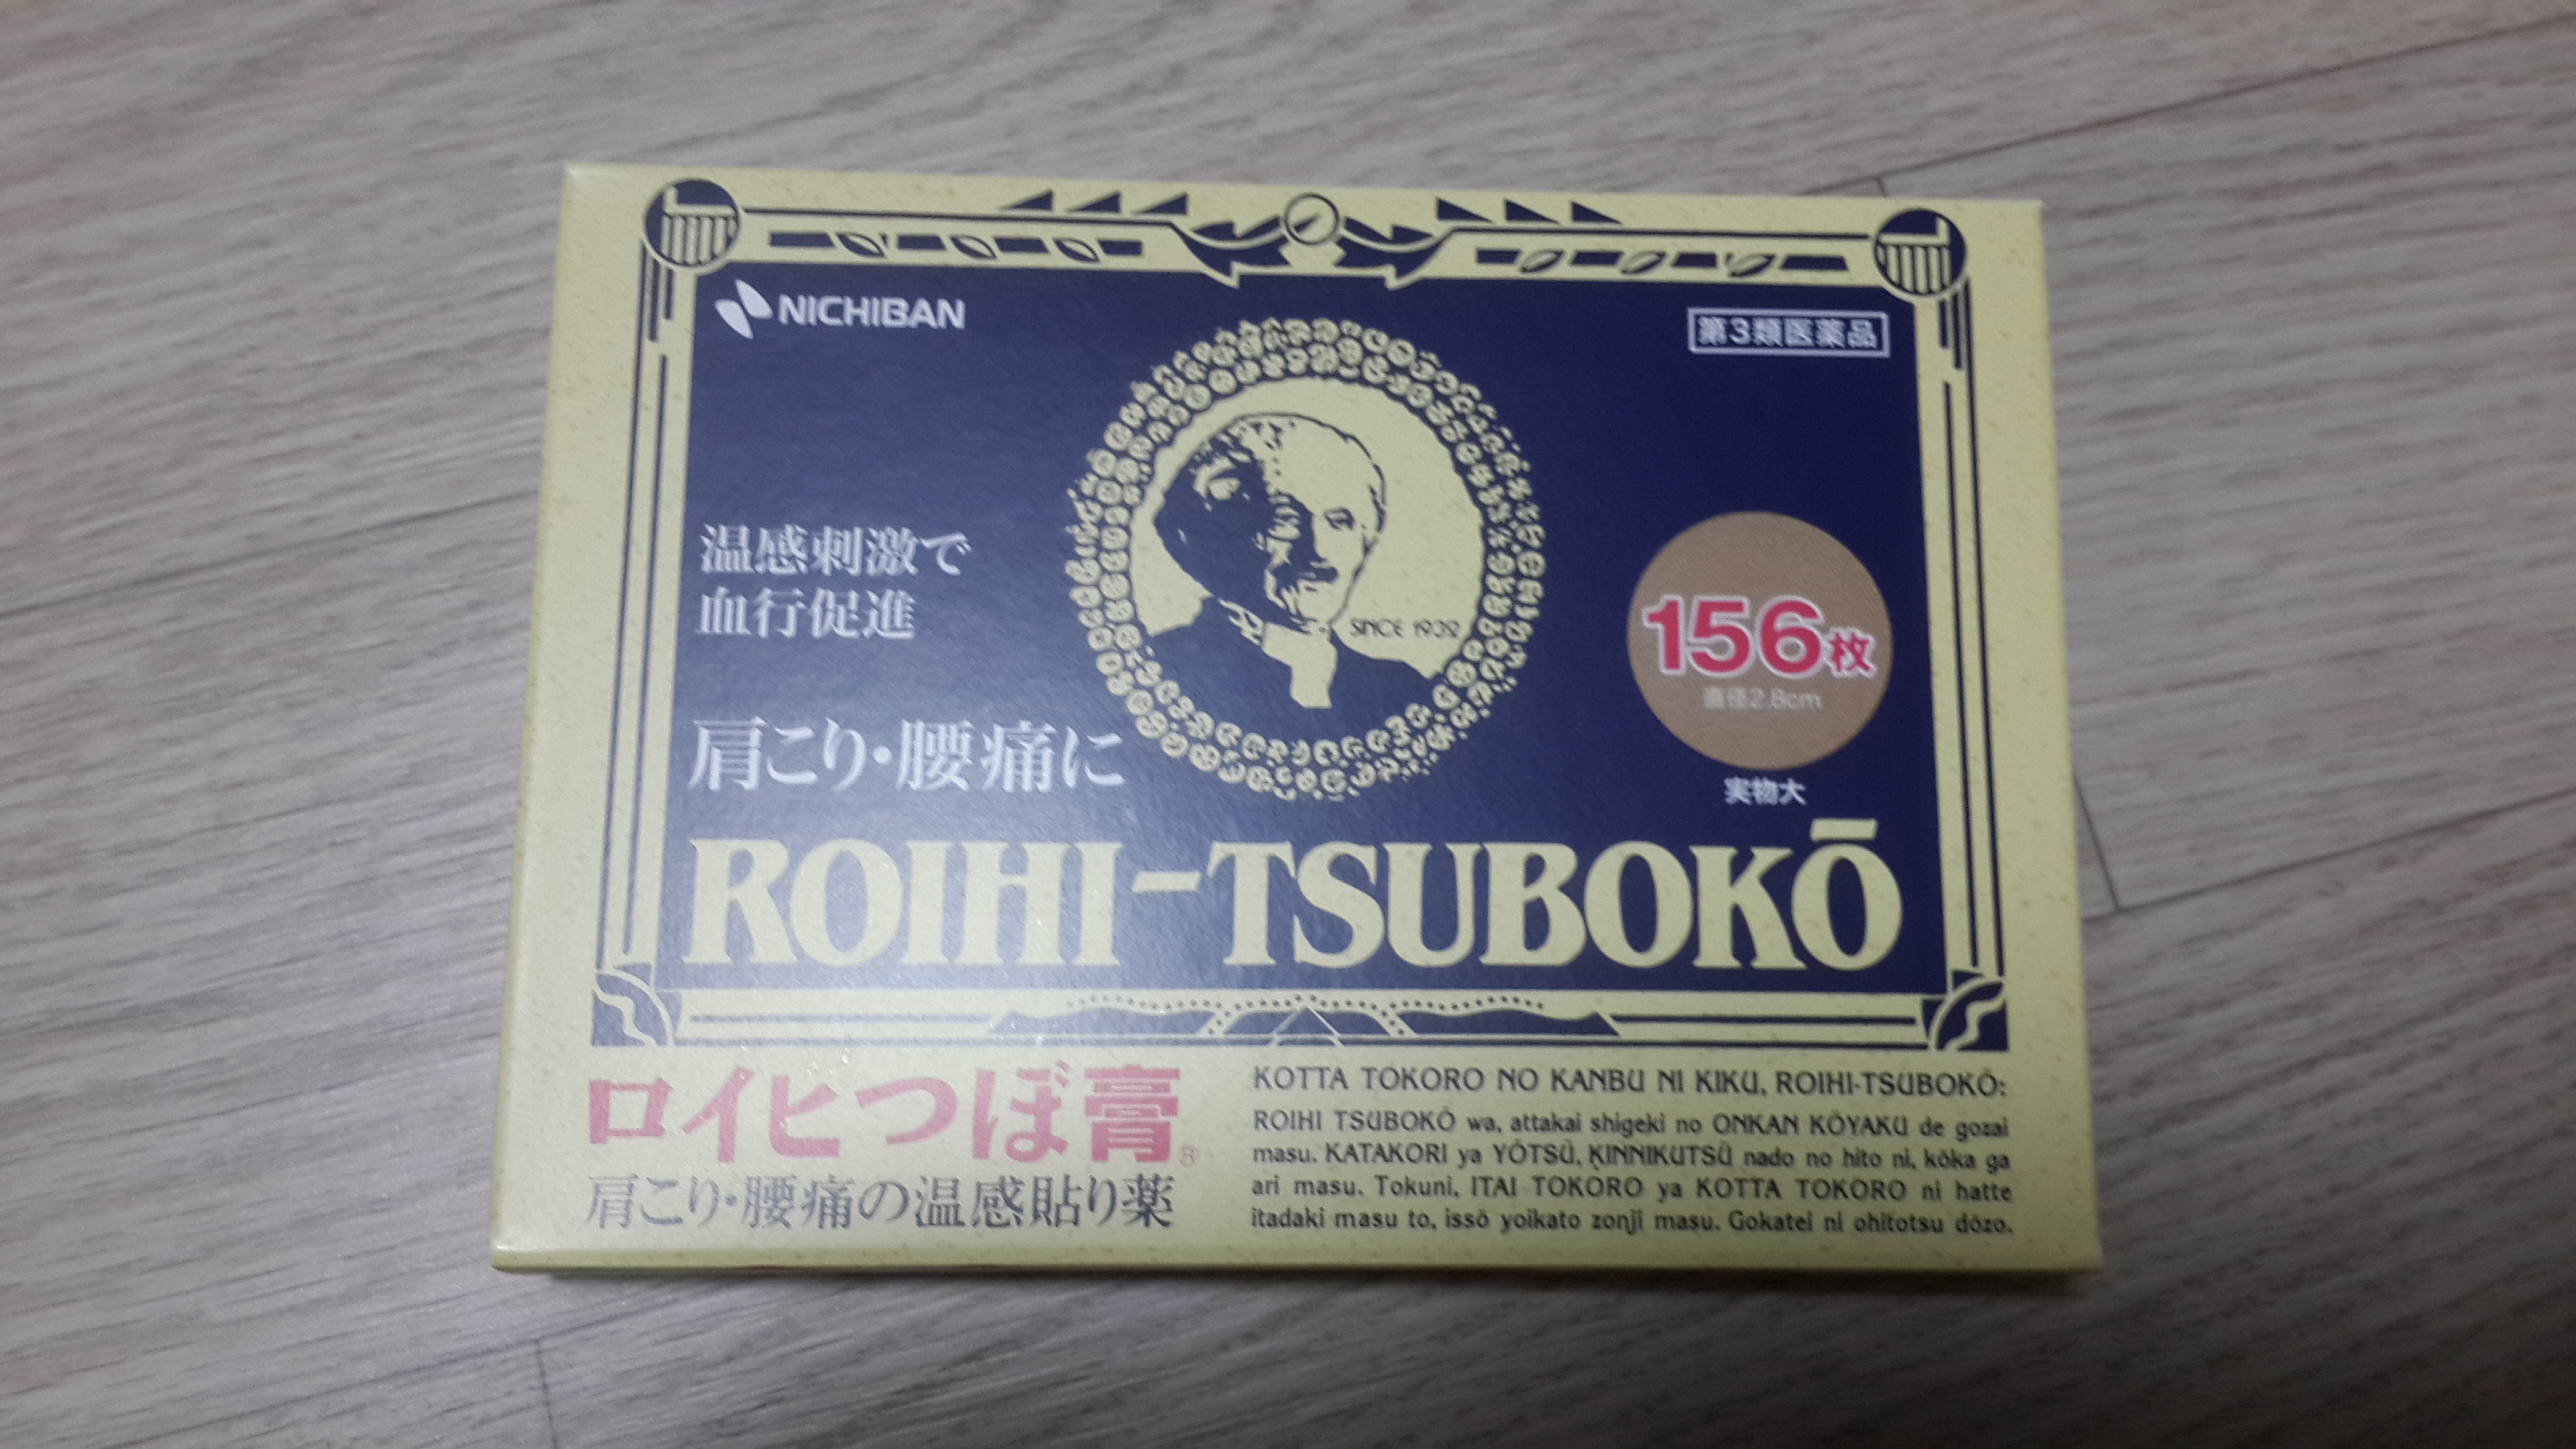 NICHIBAN
第3類医薬品
SINCE 1932
温感刺激で
血行促進
156枚
直径2.8cm
実物大
肩こり・腰痛に
ROIHI-TSUBOKŌ
ロイヒつぼ膏®
肩こり・腰痛の温感貼り薬
KOTTA TOKORO NO KANBU NI KIKU, ROIHI-TSUBOKŌ:
ROIHI TSUBOKŌ wa, attakai shigeki no ONKAN KŌYAKU de gozai
masu. KATAKORI ya YŌTSŪ, KINNIKUTSŪ nado no hito ni, kōka ga
ari masu. Tokuni, ITAI TOKORO ya KOTTA TOKORO ni hatte
itadaki masu to, issō yoikato zonji masu. Gokatei ni ohitotsu dōzo.